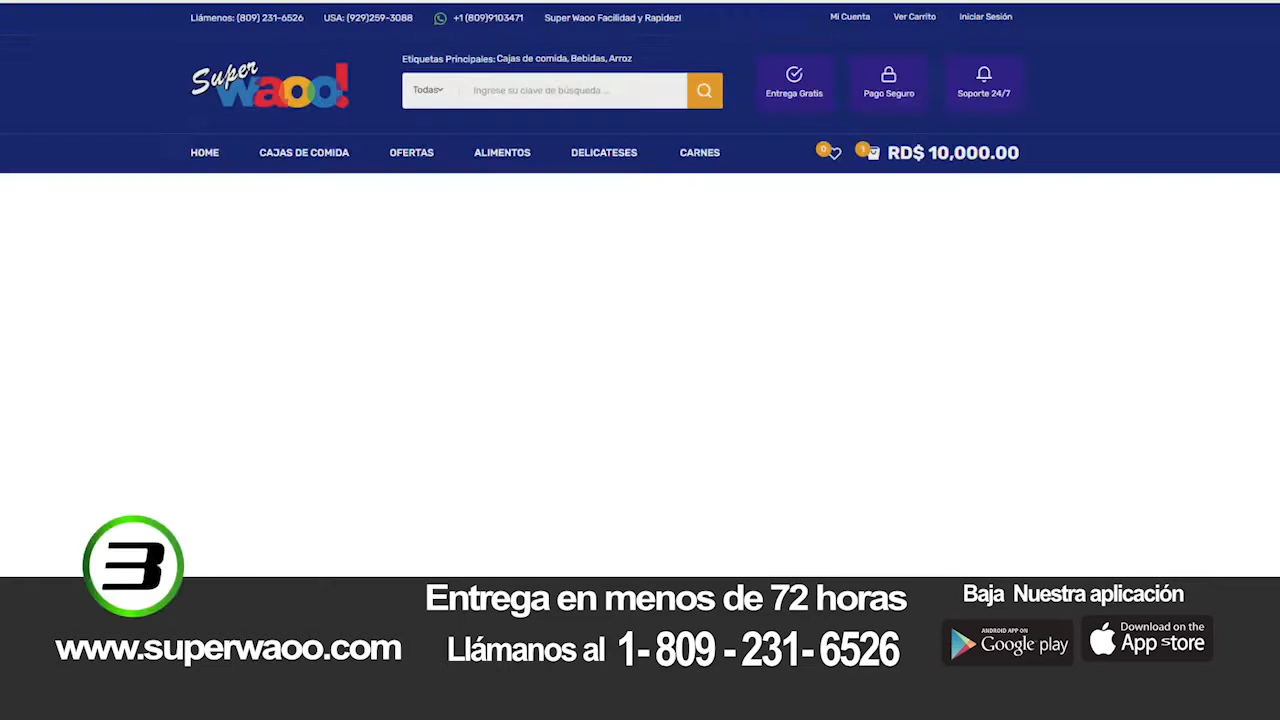 Llámenos: (809) 231-6526 USA: (929)259-3088 +1 (809)9103471 Super Waoo Facilidad y Rapidez! Mi Cuenta Ver Carrito Iniciar Sesión
Super waoo!
Etiquetas Principales: Cajas de comida, Bebidas, Arroz
Todas Ingrese su clave de búsqueda ...
Entrega Gratis Pago Seguro Soporte 24/7
HOME CAJAS DE COMIDA OFERTAS ALIMENTOS DELICATESES CARNES 0 1 RD$ 10,000.00
3
www.superwaoo.com
Entrega en menos de 72 horas
Llámanos al 1-809-231-6526
Baja Nuestra aplicación
ANDROID APP ON
Google play
Download on the
App Store